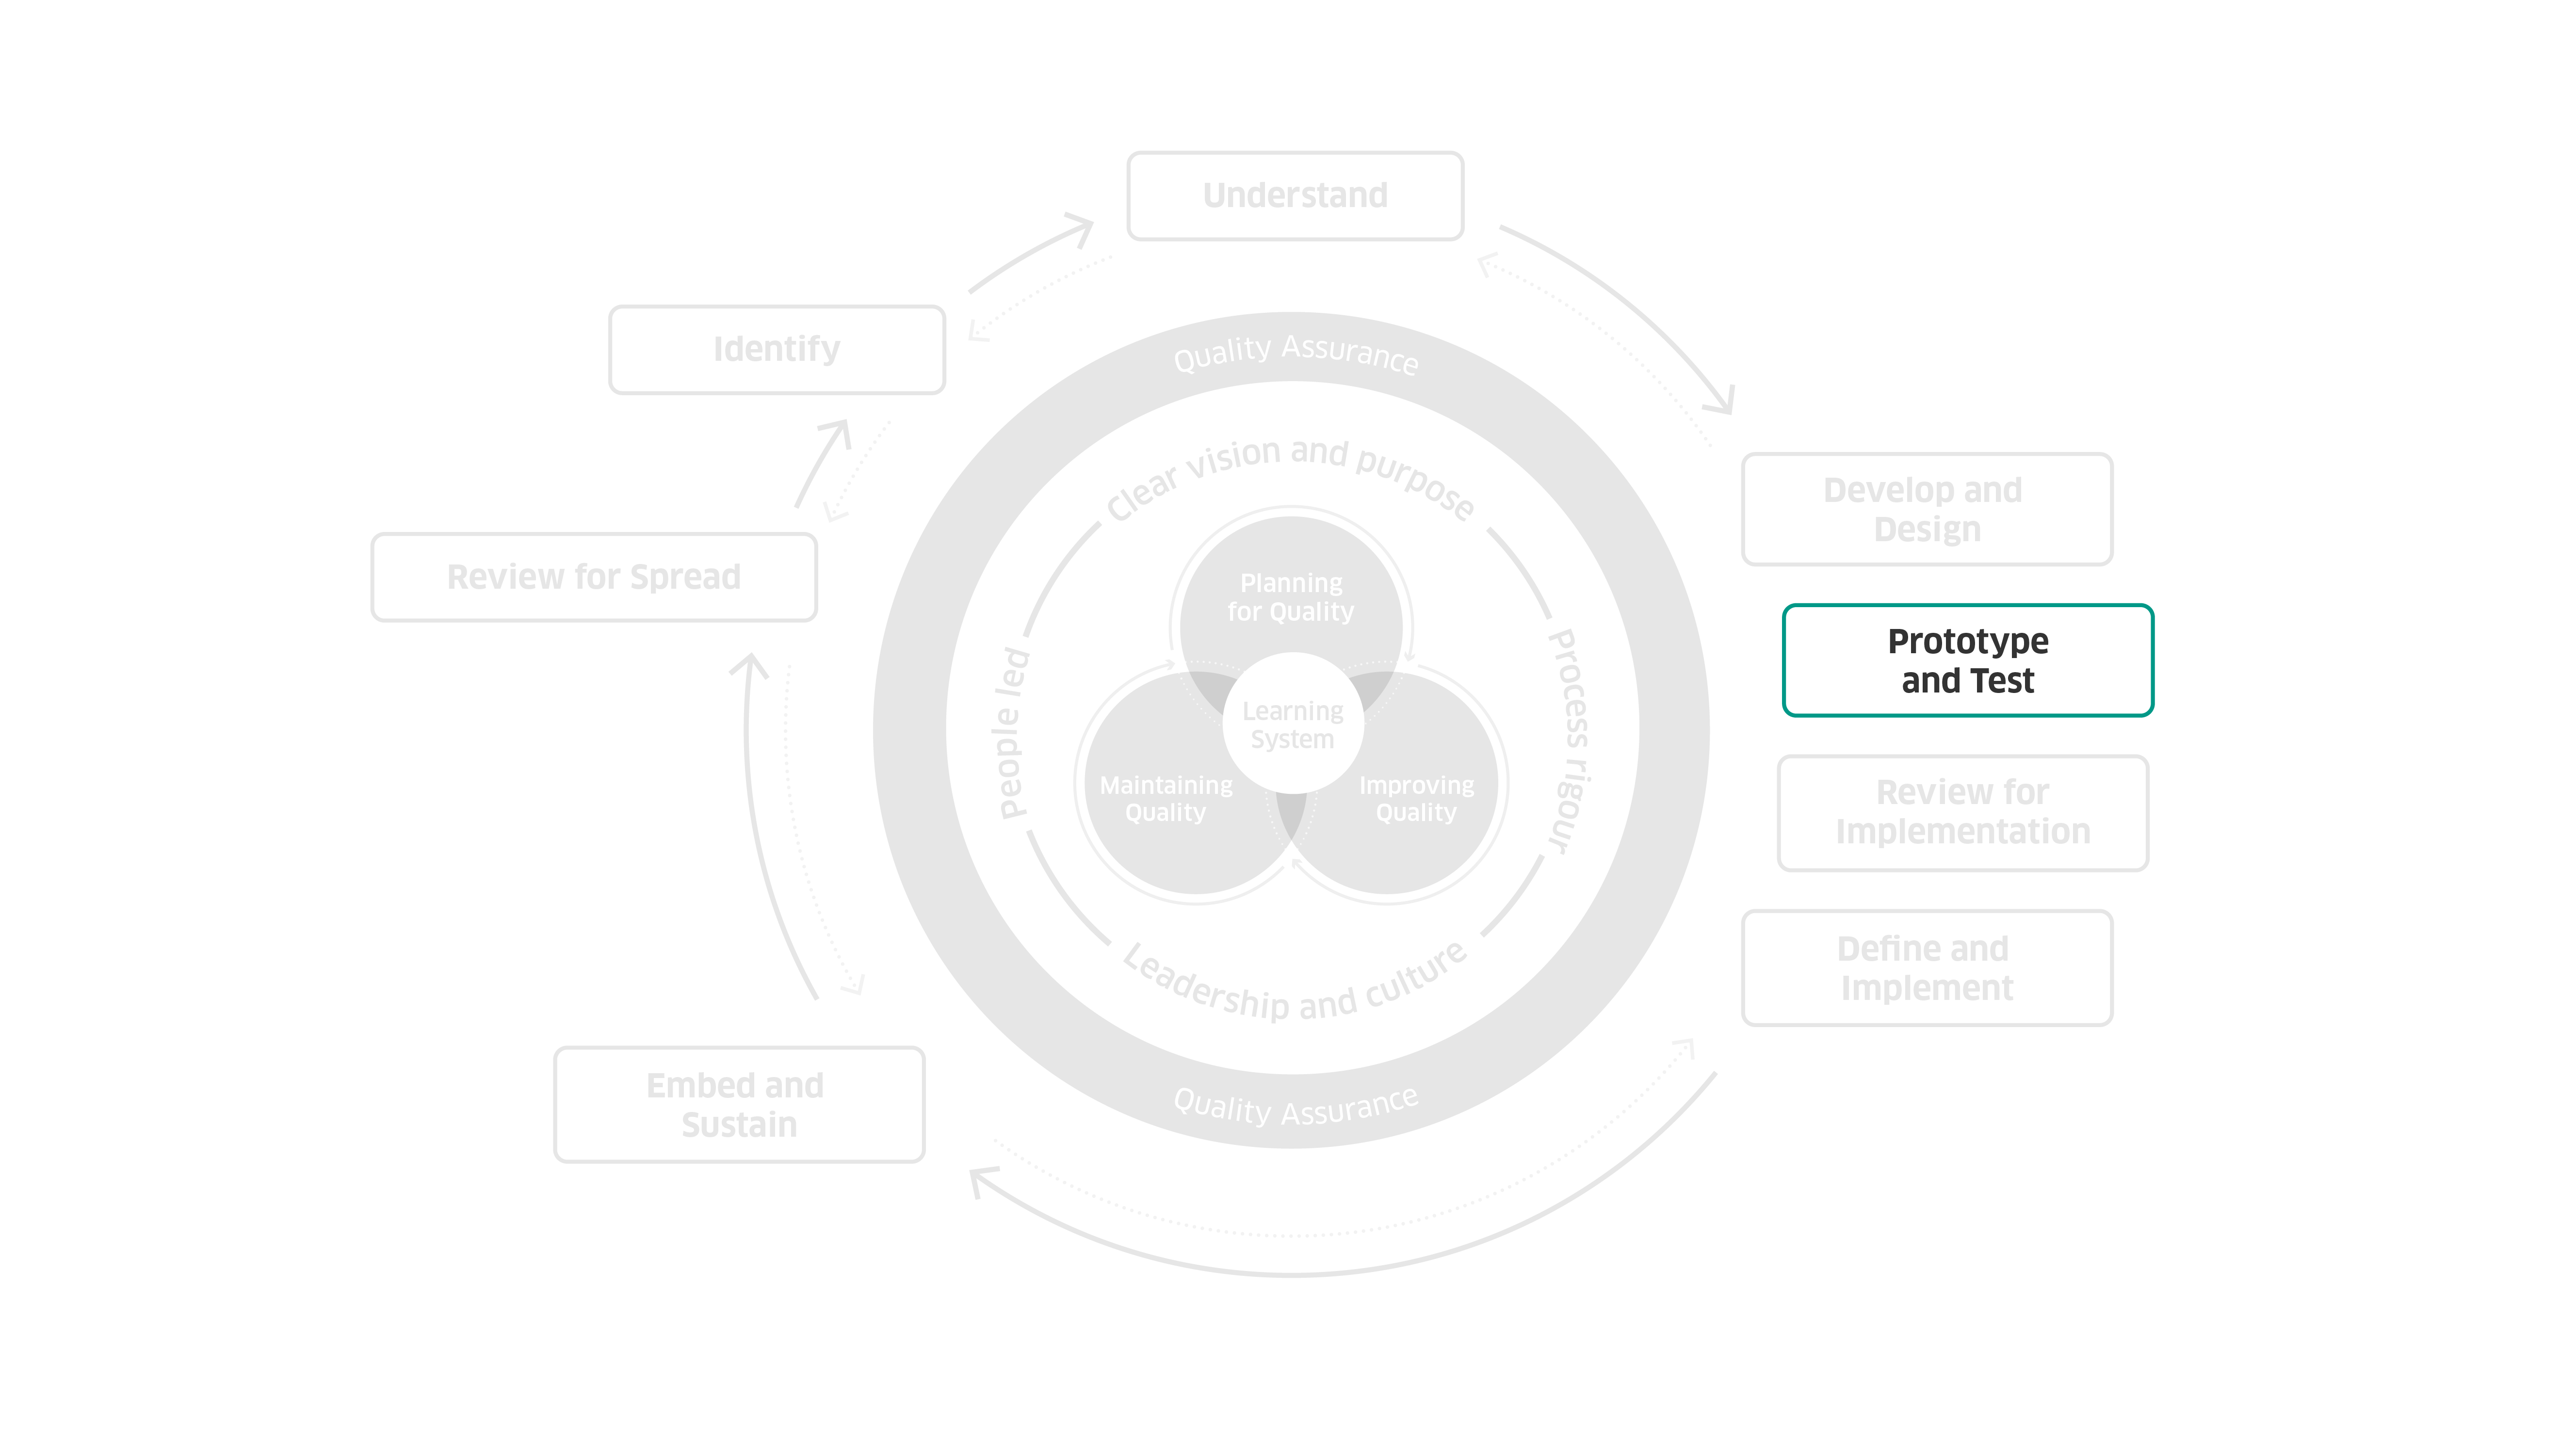 Understand
Identify
Quality Assurance
Clear vision and purpose
Develop and
Design
Review for Spread
Planning
for Quality
Prototype
and Test
People led
Process rigour
Learning
System
Maintaining
Quality
Improving
Quality
Review for
Implementation
Define and
Implement
Leadership and culture
Embed and
Sustain
Quality Assurance